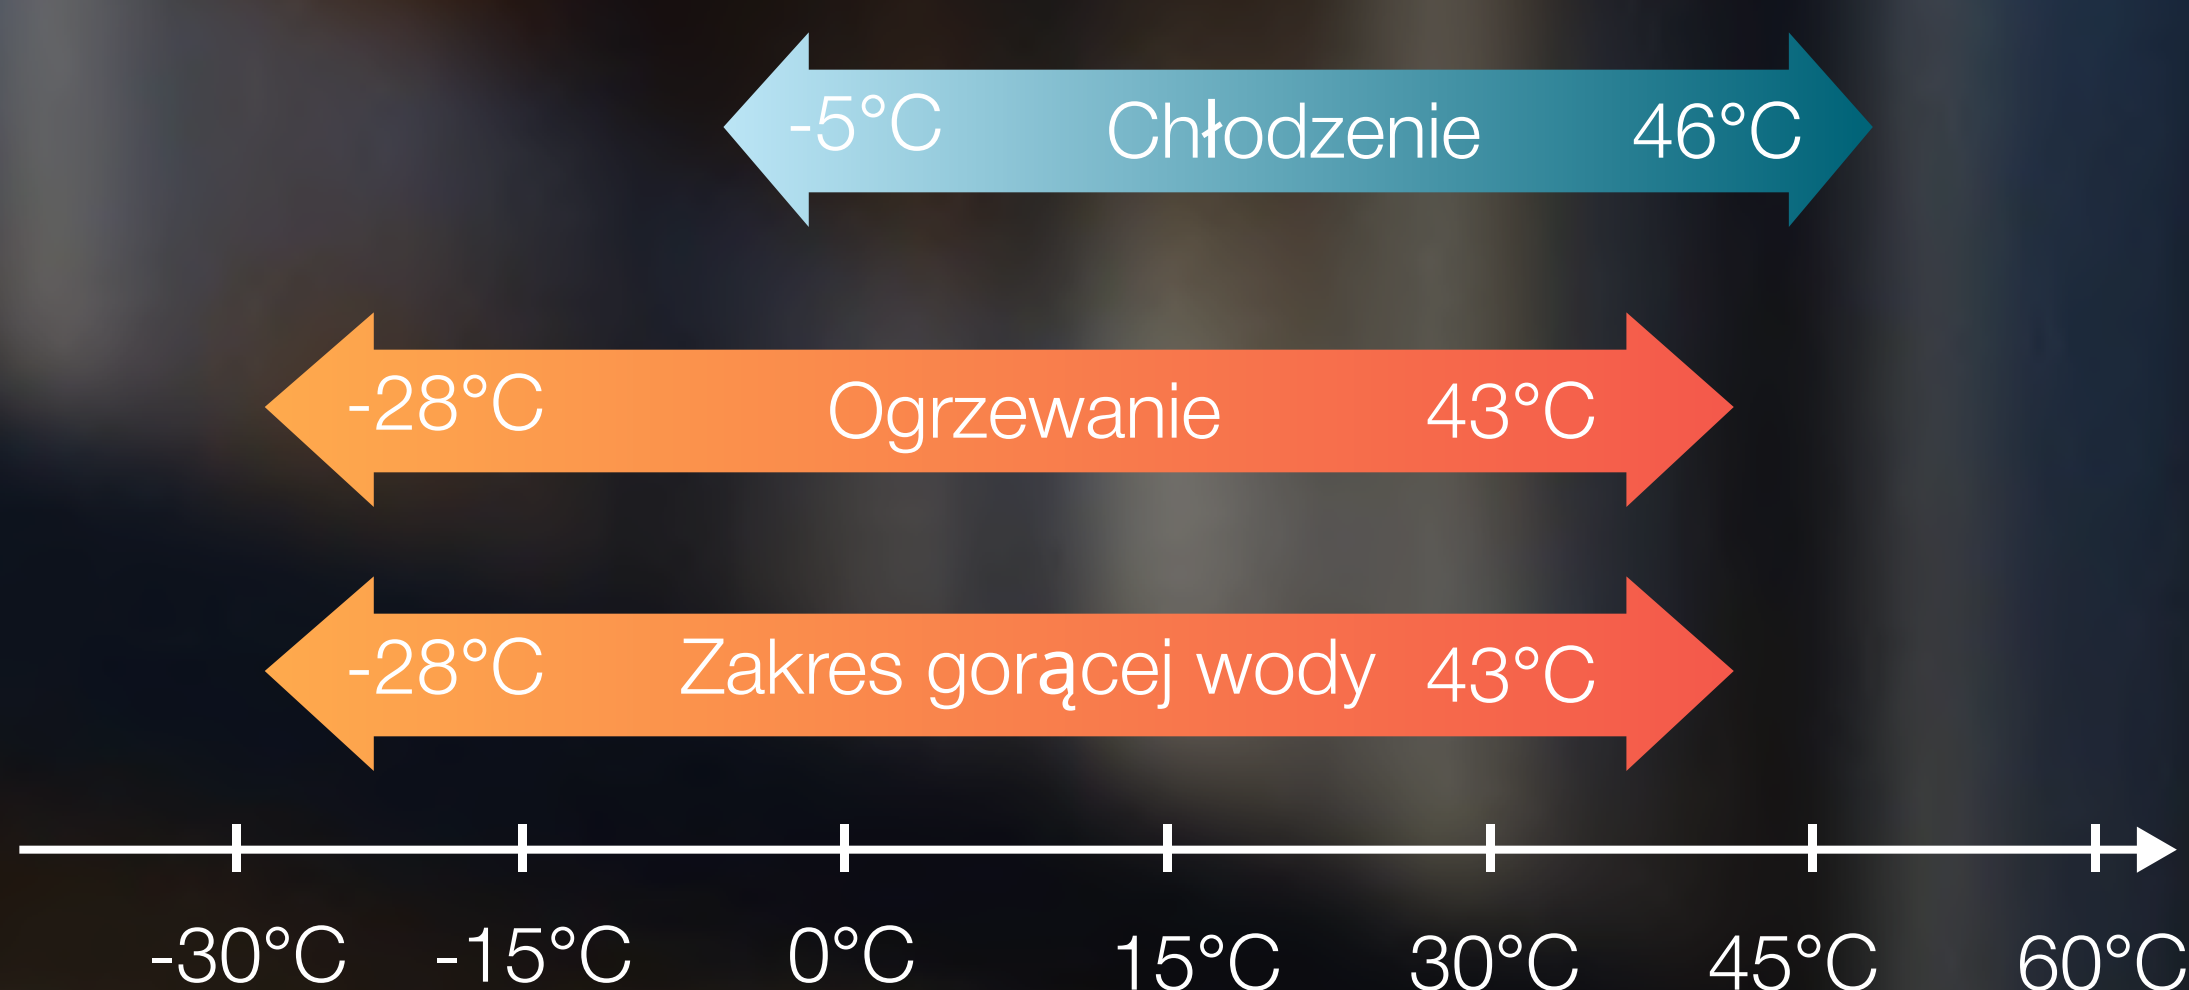 -5°C Chłodzenie 46°C
-28°C Ogrzewanie 43°C
-28°C Zakres gorącej wody 43°C
-30°C -15°C 0°C 15°C 30°C 45°C 60°C